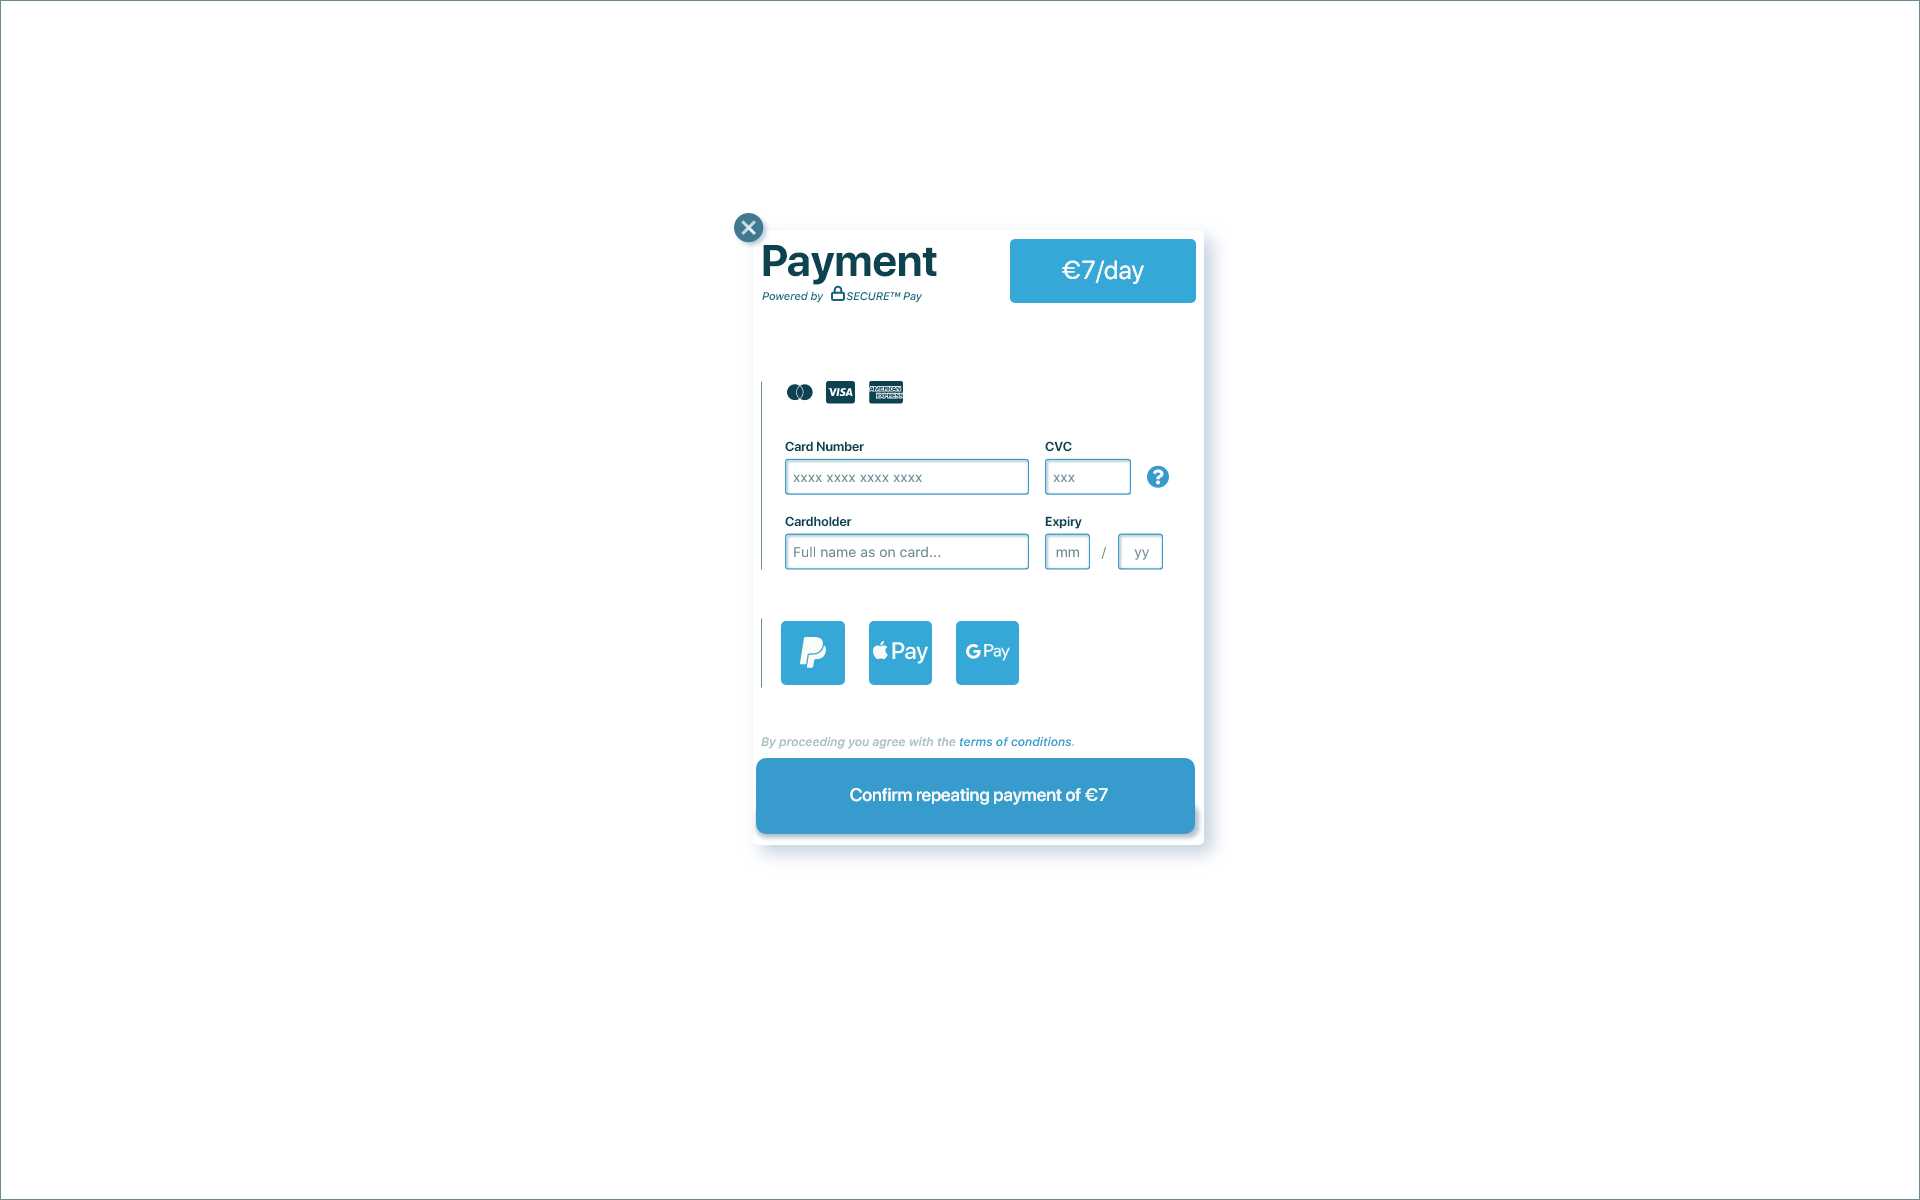 Payment
€7/day
Powered by SECURE™ Pay
VISA
AMERICAN
EXPRESS
Card Number
CVC
xxxx xxxx xxxx xxxx
xxx
?
Cardholder
Expiry
Full name as on card...
mm / yy
Pay
G Pay
By proceeding you agree with the terms of conditions.
Confirm repeating payment of €7